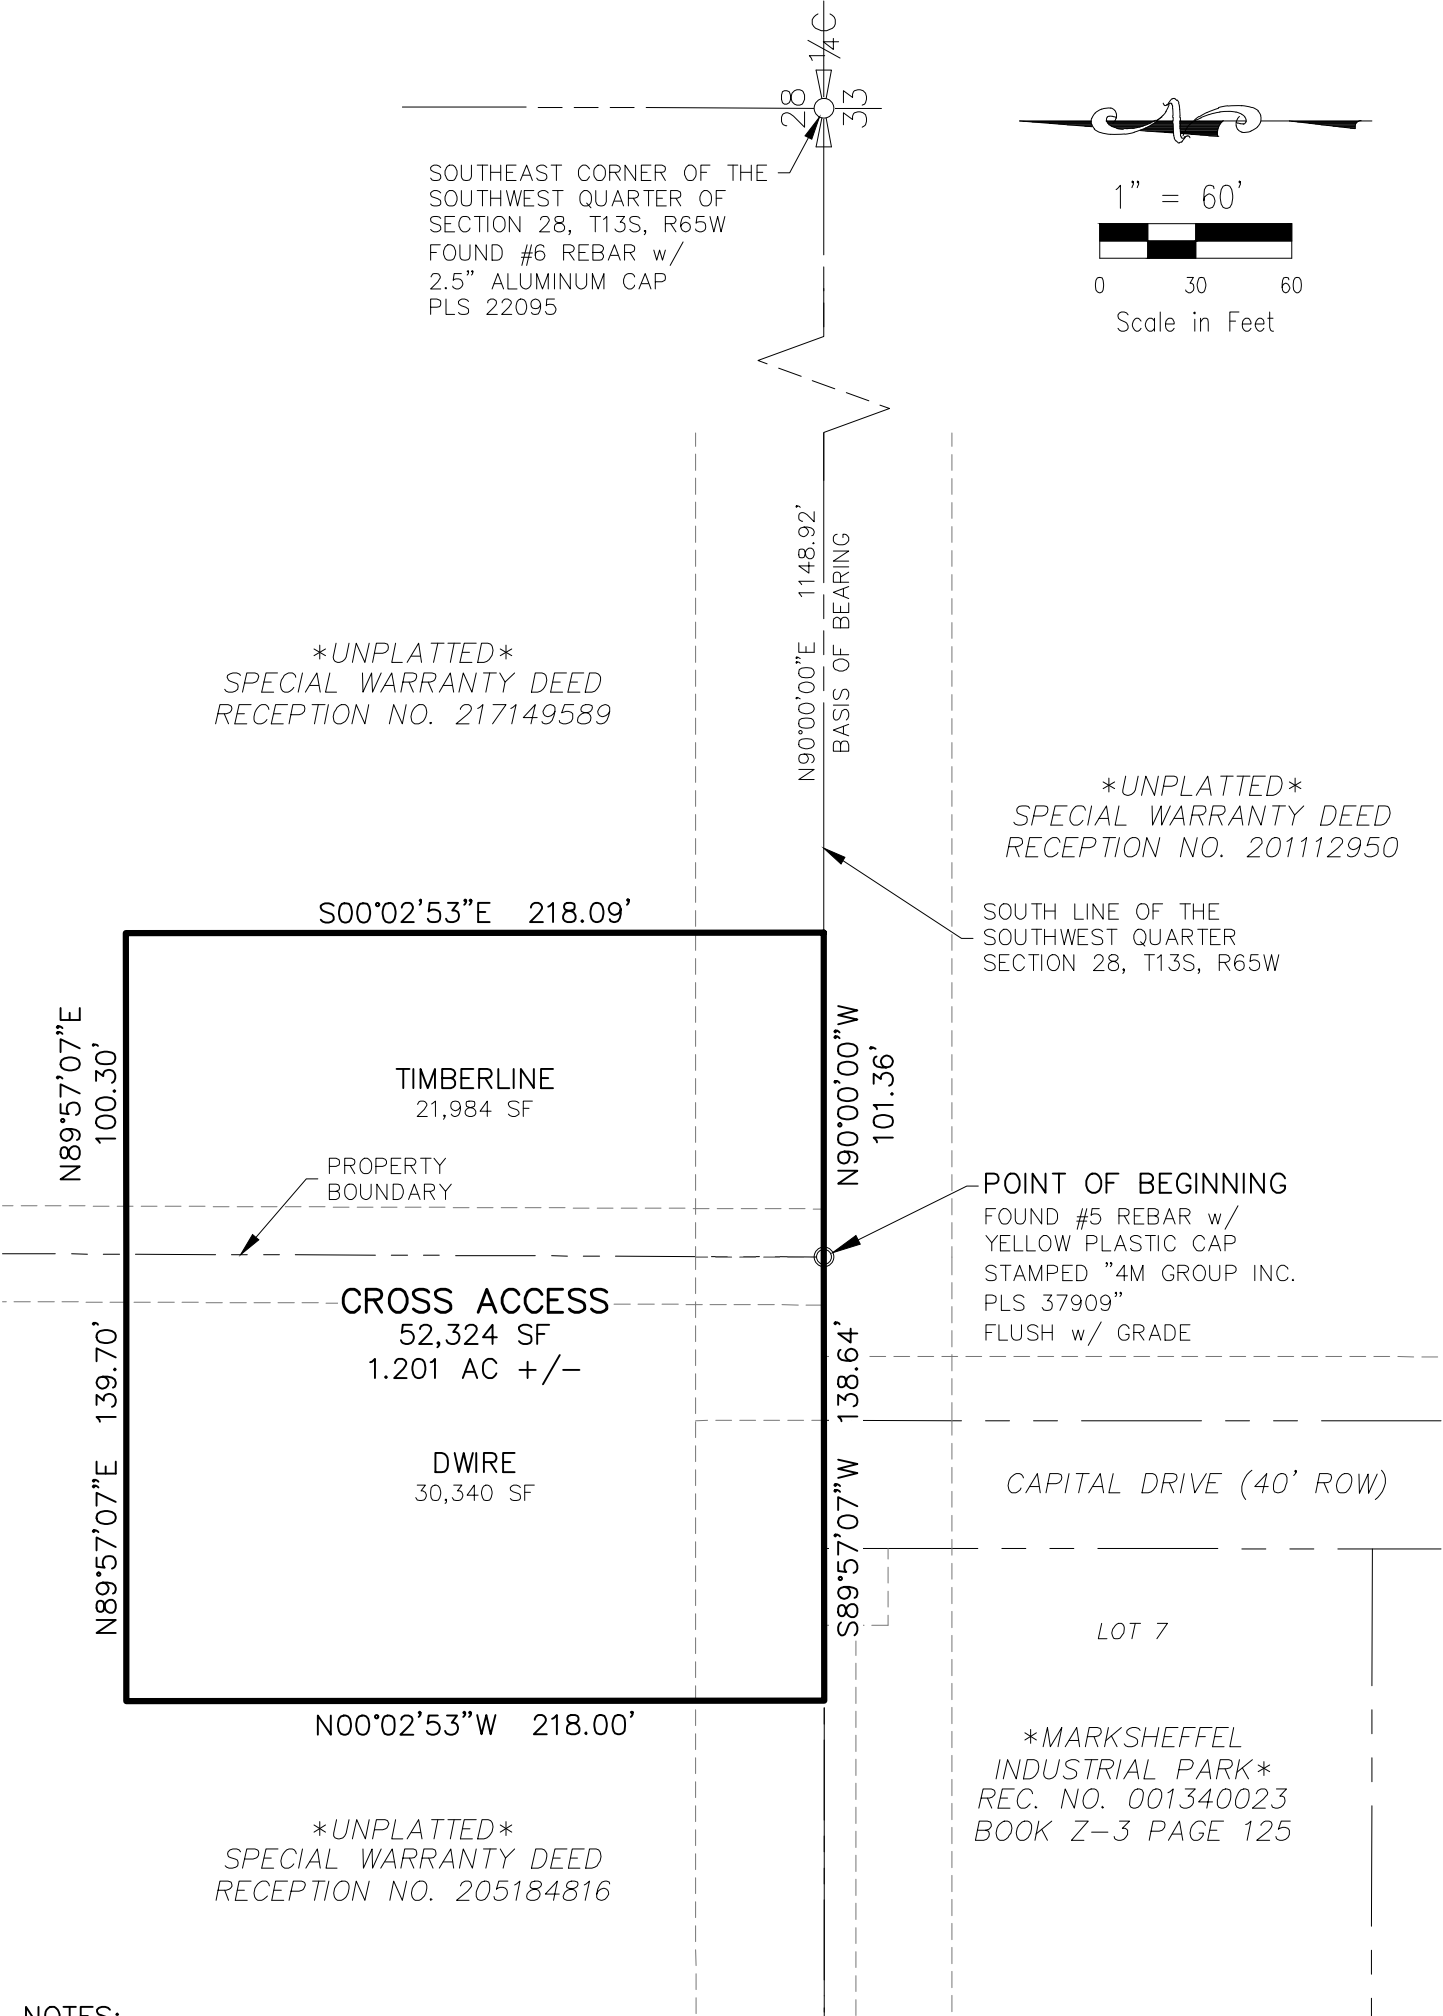 ¼C
28
33
SOUTHEAST CORNER OF THE
SOUTHWEST QUARTER OF
SECTION 28, T13S, R65W
FOUND #6 REBAR w/
2.5" ALUMINUM CAP
PLS 22095
N
1" = 60'
0 30 60
Scale in Feet
N90°00'00"E 1148.92'
BASIS OF BEARING
*UNPLATTED*
SPECIAL WARRANTY DEED
RECEPTION NO. 217149589
*UNPLATTED*
SPECIAL WARRANTY DEED
RECEPTION NO. 201112950
SOUTH LINE OF THE
SOUTHWEST QUARTER
SECTION 28, T13S, R65W
S00°02'53"E 218.09'
N89°57'07"E
100.30'
TIMBERLINE
21,984 SF
N90°00'00"W
101.36'
PROPERTY
BOUNDARY
POINT OF BEGINNING
FOUND #5 REBAR w/
YELLOW PLASTIC CAP
STAMPED "4M GROUP INC.
PLS 37909"
FLUSH w/ GRADE
CROSS ACCESS
52,324 SF
1.201 AC +/-
N89°57'07"E 139.70'
S89°57'07"W 138.64'
DWIRE
30,340 SF
CAPITAL DRIVE (40' ROW)
LOT 7
N00°02'53"W 218.00'
*MARKSHEFFEL
INDUSTRIAL PARK*
REC. NO. 001340023
BOOK Z-3 PAGE 125
*UNPLATTED*
SPECIAL WARRANTY DEED
RECEPTION NO. 205184816
NOTES: